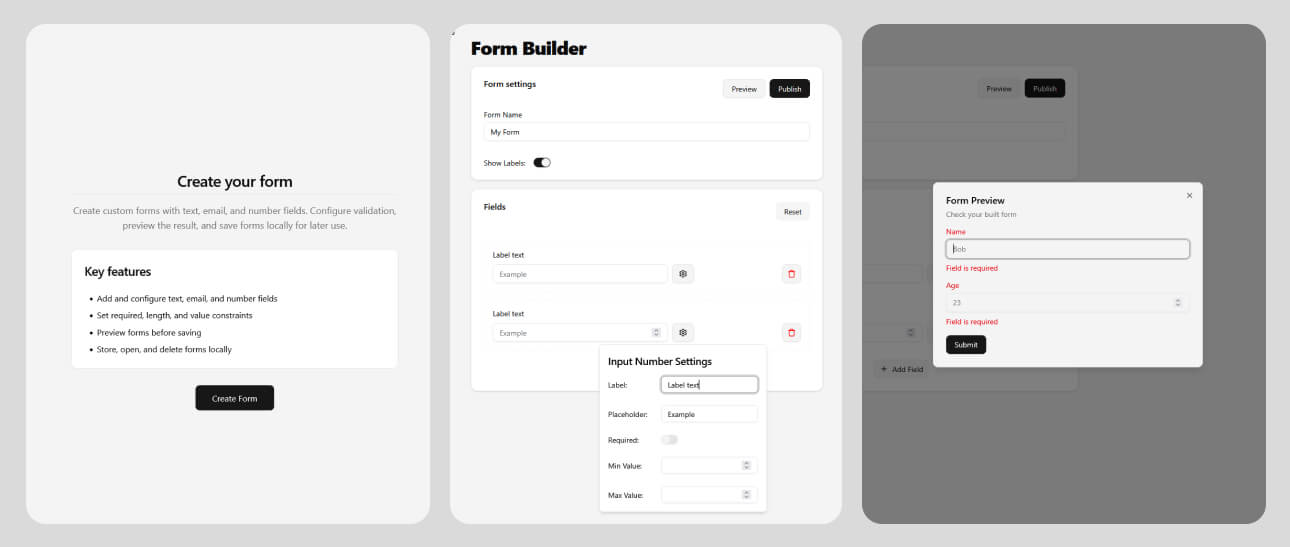 Create your form
Create custom forms with text, email, and number fields. Configure validation,
preview the result, and save forms locally for later use.
Key features
Add and configure text, email, and number fields
Set required, length, and value constraints
Preview forms before saving
Store, open, and delete forms locally
Create Form
Form Builder
Form settings
Preview
Publish
Form Name
My Form
Show Labels:
Fields
Reset
Label text
Example
Label text
Example
Input Number Settings
Label:
Label text
Placeholder:
Example
Required:
Min Value:
Max Value:
Preview
Publish
Form Preview
Check your built form
Name
Bob
Field is required
Age
23
Field is required
Submit
+ Add Field